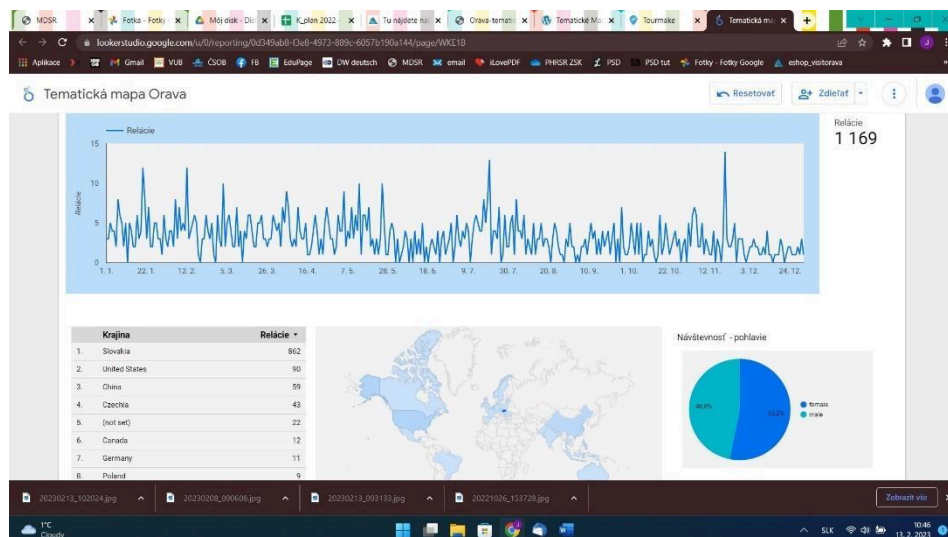 MDSR
Fotka - Fotky
Môj disk - Dis
K_plan 2022
Tu nájdete na
Orava-temati
Tematické Ma
Tourmake
Tematická ma
lookerstudio.google.com/u/0/reporting/0d349ab8-f3e8-4973-889c-6057b190a144/page/WKE1B
Aplikace
Gmail
VUB
ČSOB
FB
EduPage
DW deutsch
MDSR
email
iLovePDF
PHRSR ZSK
PSD
PSD tut
Fotky - Fotky Google
eshop_visitorava
Tematická mapa Orava
Resetovať
Zdieľať
Relácie
1 169
Relácie
Relácie
15
10
5
0
1. 1.
22. 1.
12. 2.
5. 3.
26. 3.
16. 4.
7. 5.
28. 5.
18. 6.
9. 7.
30. 7.
20. 8.
10. 9.
1. 10.
22. 10.
12. 11.
3. 12.
24. 12.
Krajina Relácie
1. Slovakia 862
2. United States 90
3. China 59
4. Czechia 43
5. (not set) 22
6. Canada 12
7. Germany 11
8. Poland 9
Návštevnosť - pohlavie
female
male
20230213_102024.jpg
20230208_090608.jpg
20230213_093133.jpg
20221026_153728.jpg
Zobraziť vše
1°C
Cloudy
SLK
10:46
13. 2. 2023